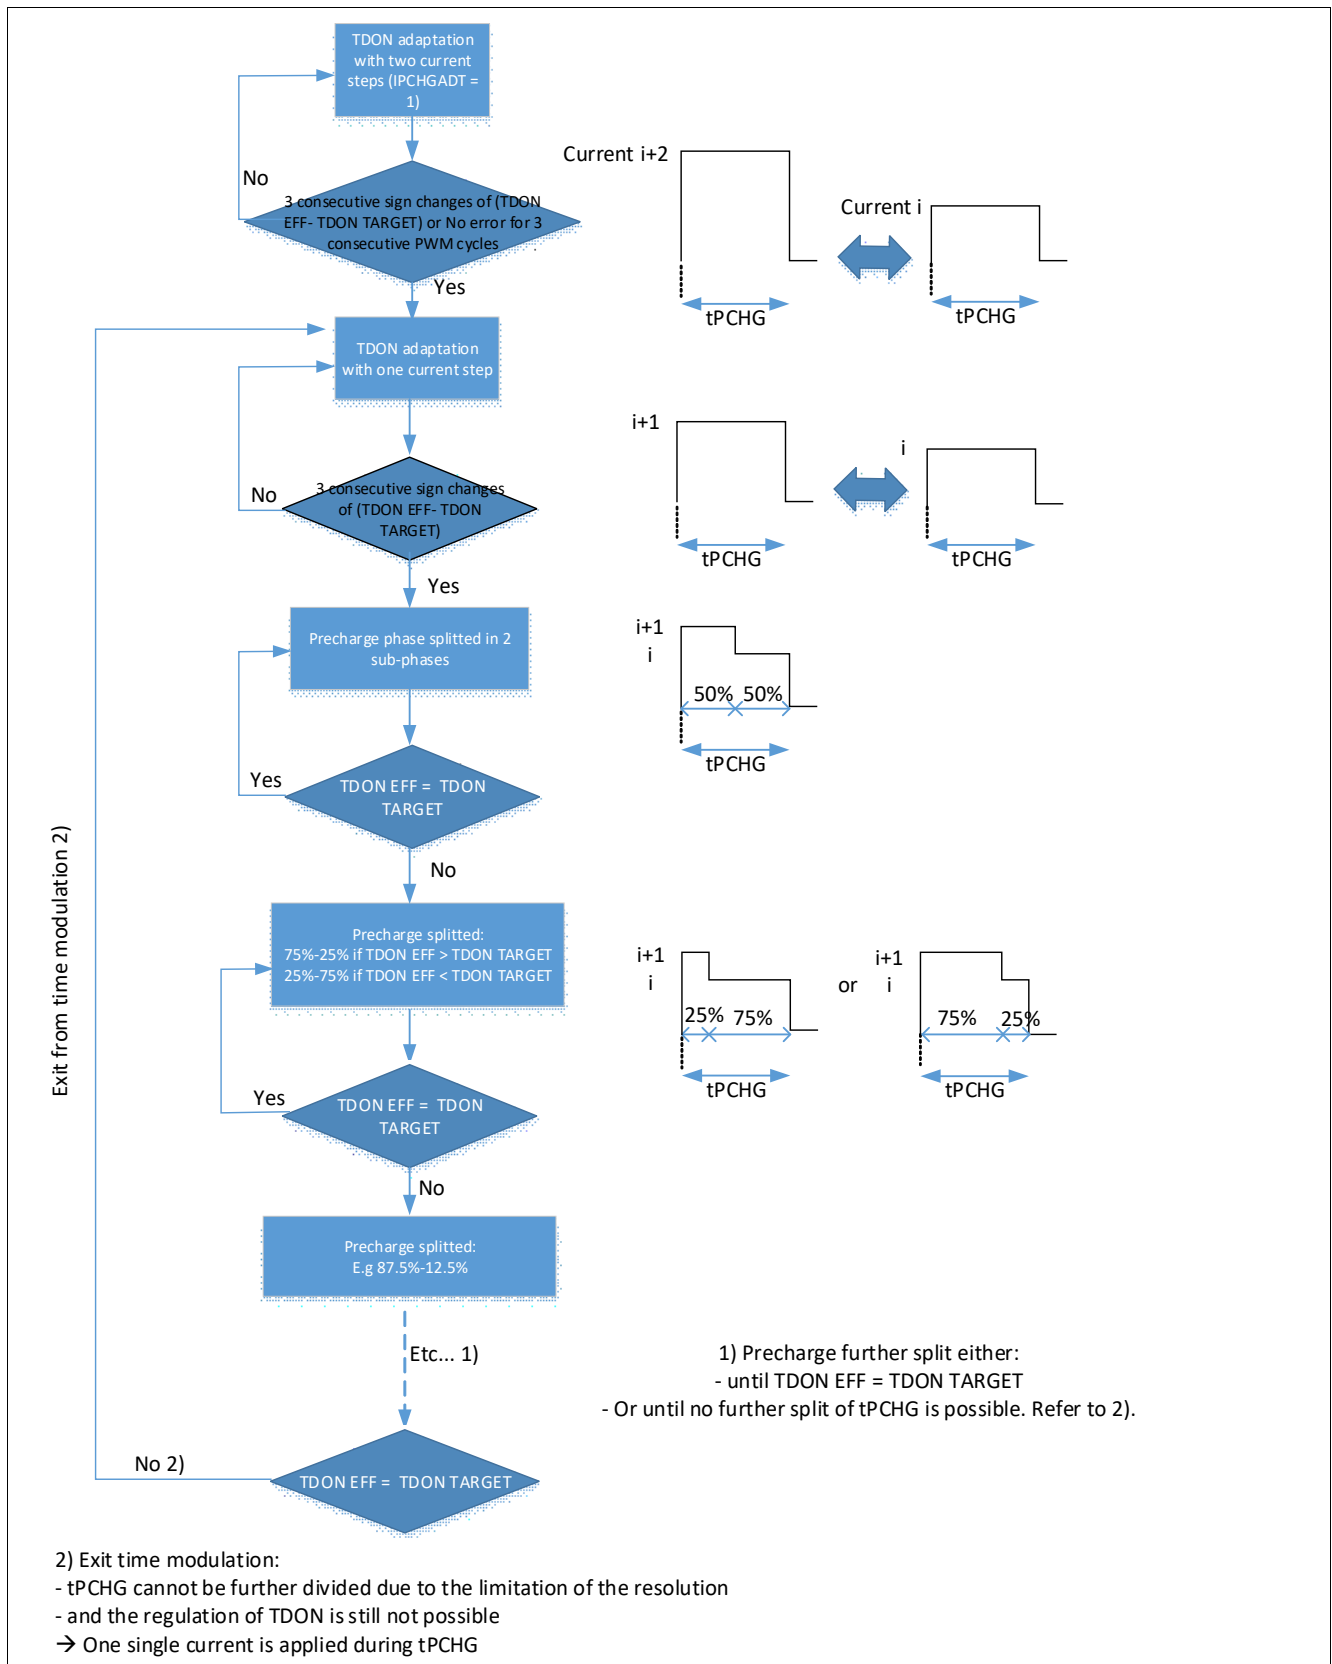 TDON adaptation
with two current
steps (IPCHGADT =
1)
No
3 consecutive sign changes of (TDON
EFF- TDON TARGET) or No error for 3
consecutive PWM cycles
Yes
Current i+2
Current i
tPCHG
tPCHG
TDON adaptation
with one current step
No
3 consecutive sign changes
of (TDON EFF- TDON
TARGET)
Yes
i+1
i
tPCHG
tPCHG
Precharge phase splitted in 2
sub-phases
i+1
i
50% 50%
tPCHG
Yes
TDON EFF = TDON
TARGET
No
Precharge splitted:
75%-25% if TDON EFF > TDON TARGET
25%-75% if TDON EFF < TDON TARGET
i+1
i
25% 75%
tPCHG
or
i+1
i
75% 25%
tPCHG
Yes
TDON EFF = TDON
TARGET
No
Precharge splitted:
E.g 87.5%-12.5%
Etc... 1)
1) Precharge further split either:
- until TDON EFF = TDON TARGET
- Or until no further split of tPCHG is possible. Refer to 2).
No 2)
TDON EFF = TDON TARGET
Exit from time modulation 2)
2) Exit time modulation:
- tPCHG cannot be further divided due to the limitation of the resolution
- and the regulation of TDON is still not possible
→ One single current is applied during tPCHG